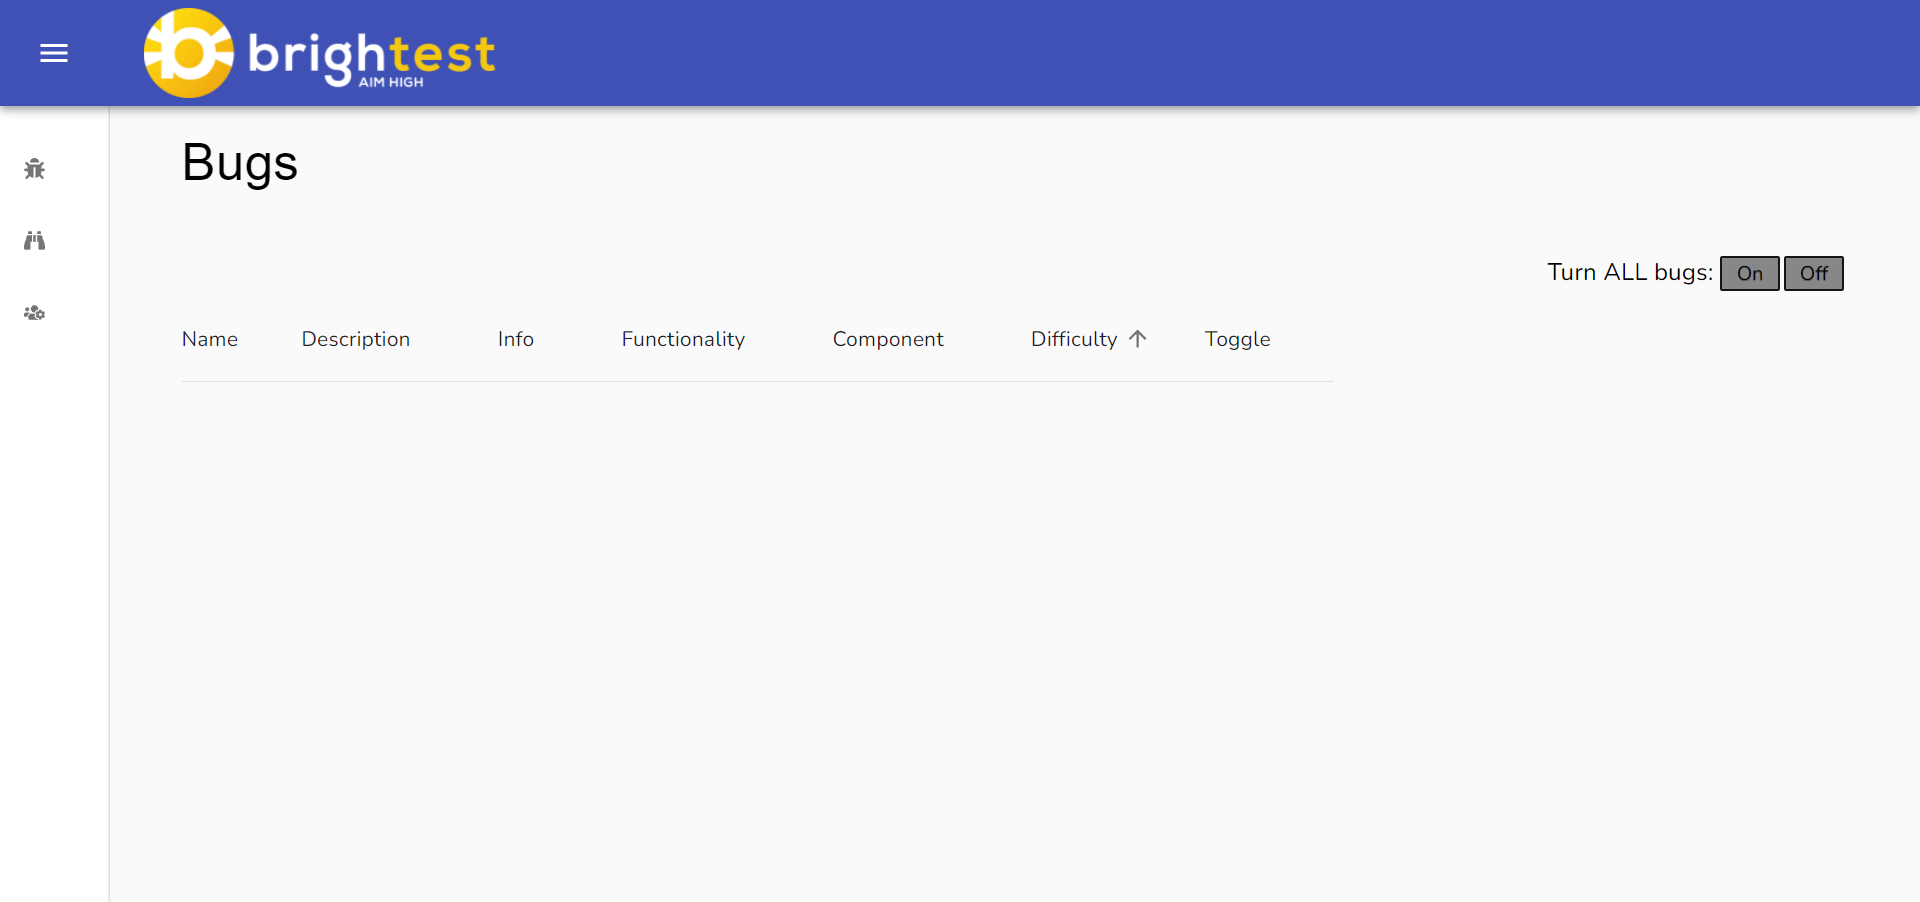 brightest
AIM HIGH
Bugs
Turn ALL bugs: On Off
Name Description Info Functionality Component Difficulty Toggle